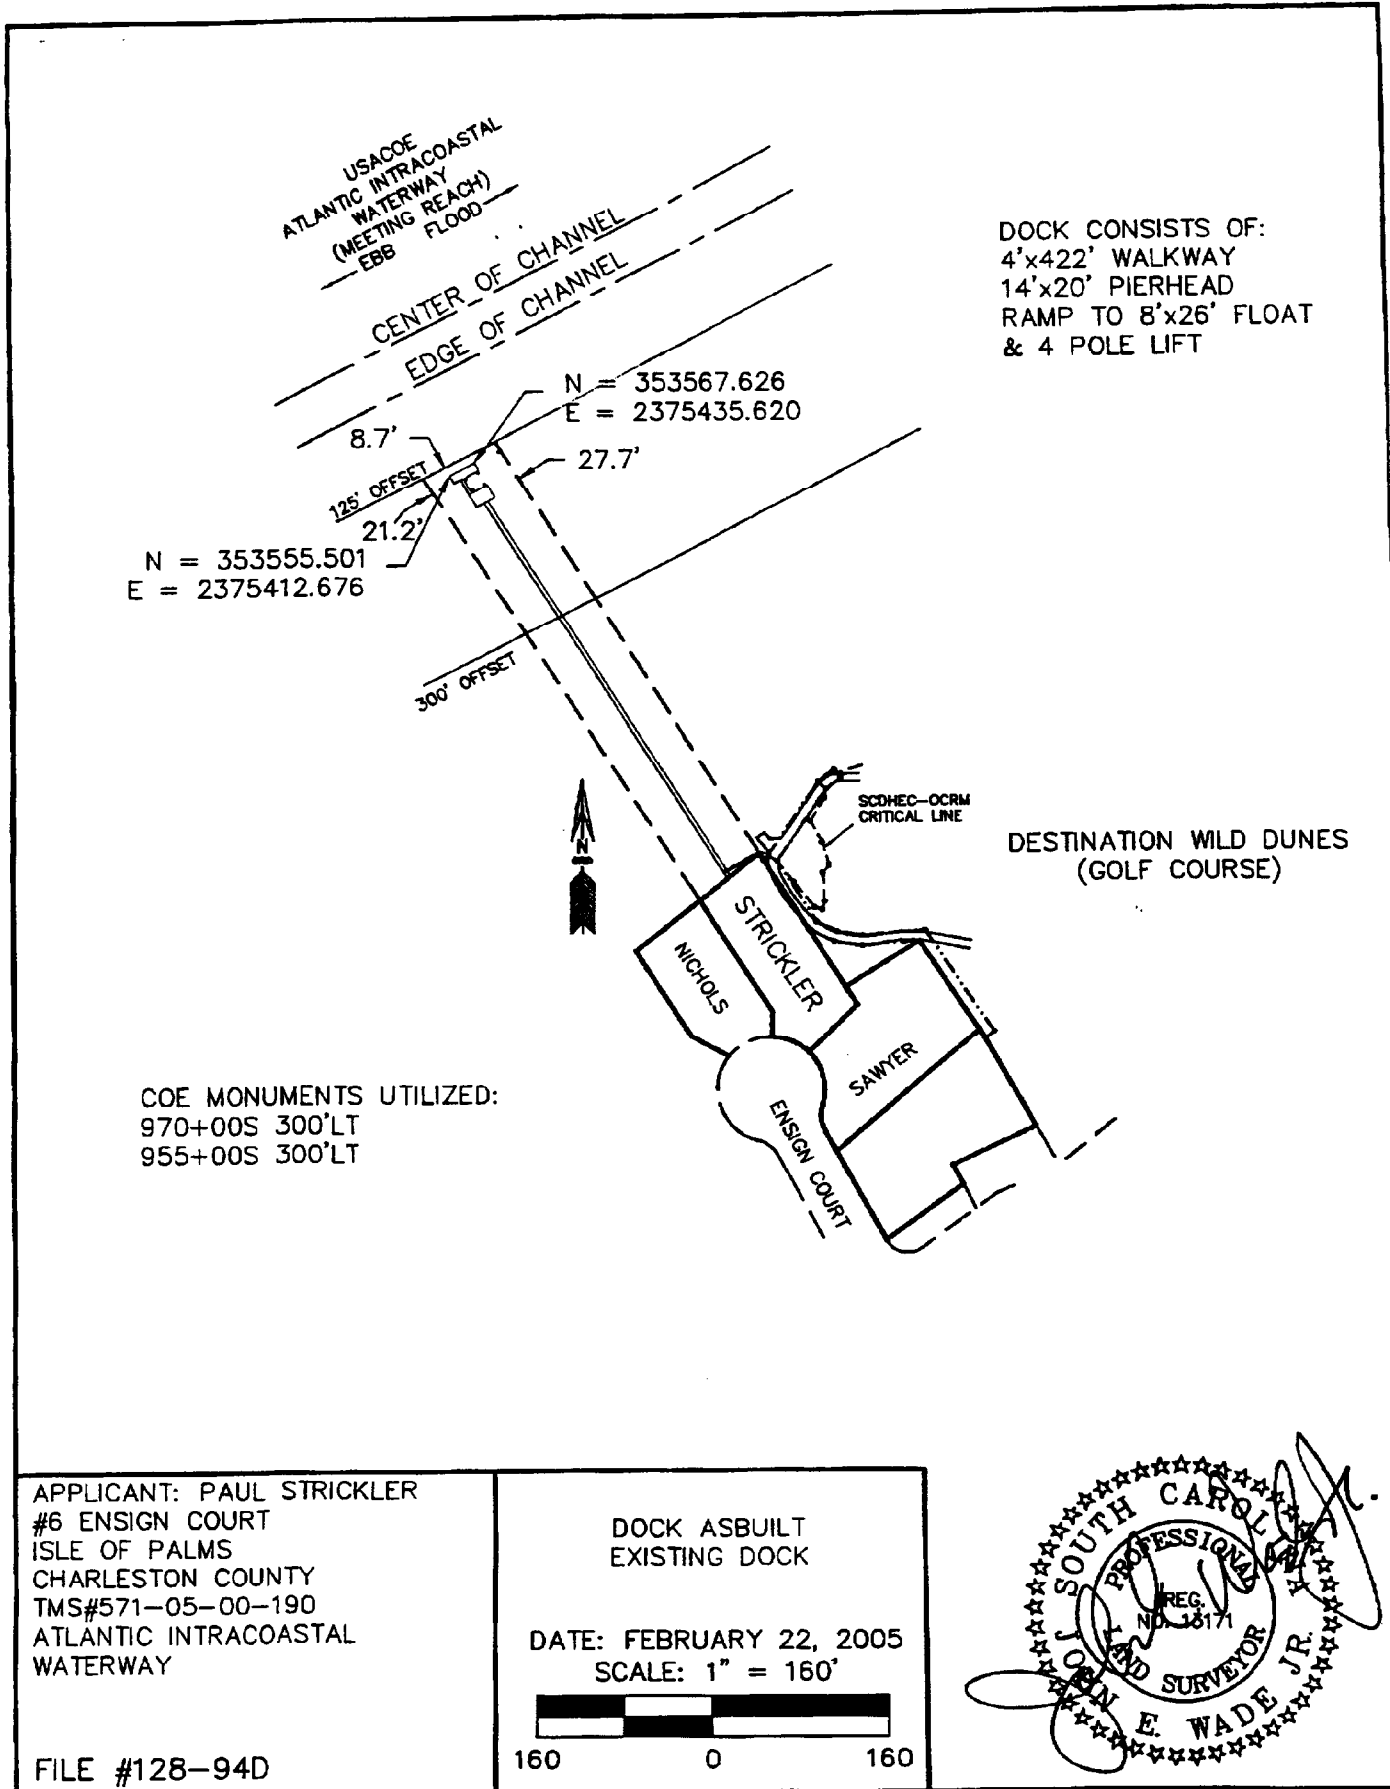 USACOE
ATLANTIC INTRACOASTAL
WATERWAY
(MEETING REACH)
EBB FLOOD
CENTER OF CHANNEL
EDGE OF CHANNEL
DOCK CONSISTS OF:
4'x422' WALKWAY
14'x20' PIERHEAD
RAMP TO 8'x26' FLOAT
& 4 POLE LIFT
N = 353567.626
E = 2375435.620
8.7'
27.7'
125' OFFSET
21.2'
N = 353555.501
E = 2375412.676
300' OFFSET
N
SCDHEC-OCRM
CRITICAL LINE
DESTINATION WILD DUNES
(GOLF COURSE)
STRICKLER
NICHOLS
SAWYER
ENSIGN COURT
COE MONUMENTS UTILIZED:
970+00S 300'LT
955+00S 300'LT
APPLICANT: PAUL STRICKLER
#6 ENSIGN COURT
ISLE OF PALMS
CHARLESTON COUNTY
TMS#571-05-00-190
ATLANTIC INTRACOASTAL
WATERWAY
FILE #128-94D
DOCK ASBUILT
EXISTING DOCK
DATE: FEBRUARY 22, 2005
SCALE: 1" = 160'
160 0 160
SOUTH CAROLINA
PROFESSIONAL
REG.
NO. 13171
LAND SURVEYOR
JOHN E. WADE JR.